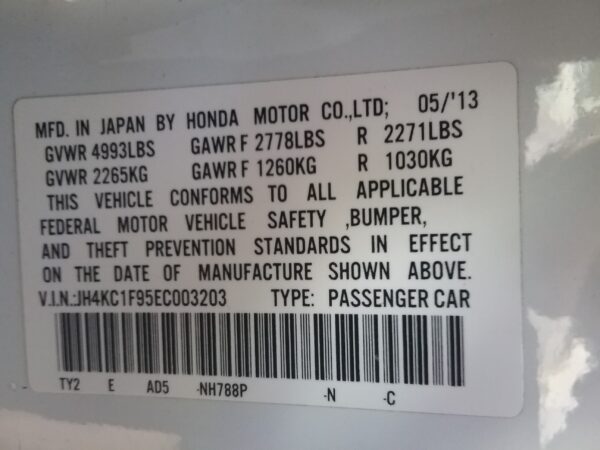 MFD. IN JAPAN BY HONDA MOTOR CO.,LTD; 05/'13
GVWR 4993LBS GAWR F 2778LBS R 2271LBS
GVWR 2265KG GAWR F 1260KG R 1030KG
THIS VEHICLE CONFORMS TO ALL APPLICABLE
FEDERAL MOTOR VEHICLE SAFETY ,BUMPER,
AND THEFT PREVENTION STANDARDS IN EFFECT
ON THE DATE OF MANUFACTURE SHOWN ABOVE.
V.I.N.:JH4KC1F95EC003203 TYPE: PASSENGER CAR
TY2 E AD5 -NH788P -N -C